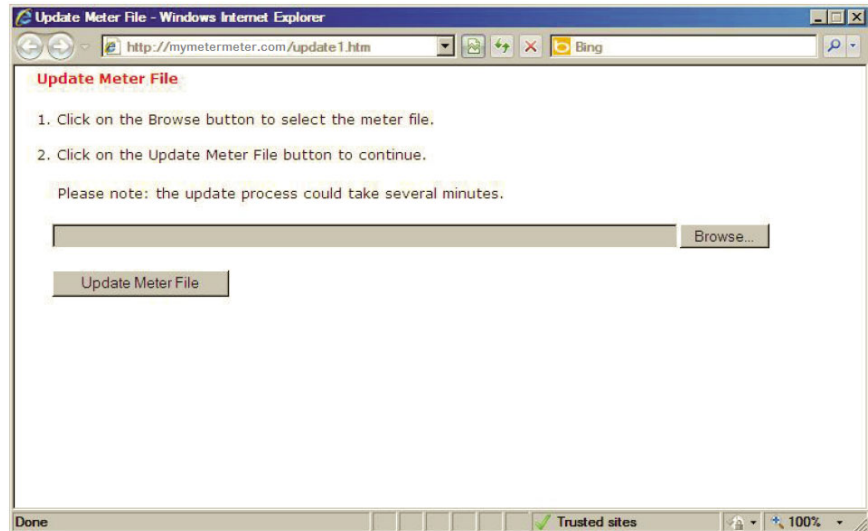 Update Meter File - Windows Internet Explorer
http://mymetermeter.com/update1.htm
Bing
Update Meter File
1. Click on the Browse button to select the meter file.
2. Click on the Update Meter File button to continue.
Please note: the update process could take several minutes.
Browse...
Update Meter File
Done
Trusted sites
100%